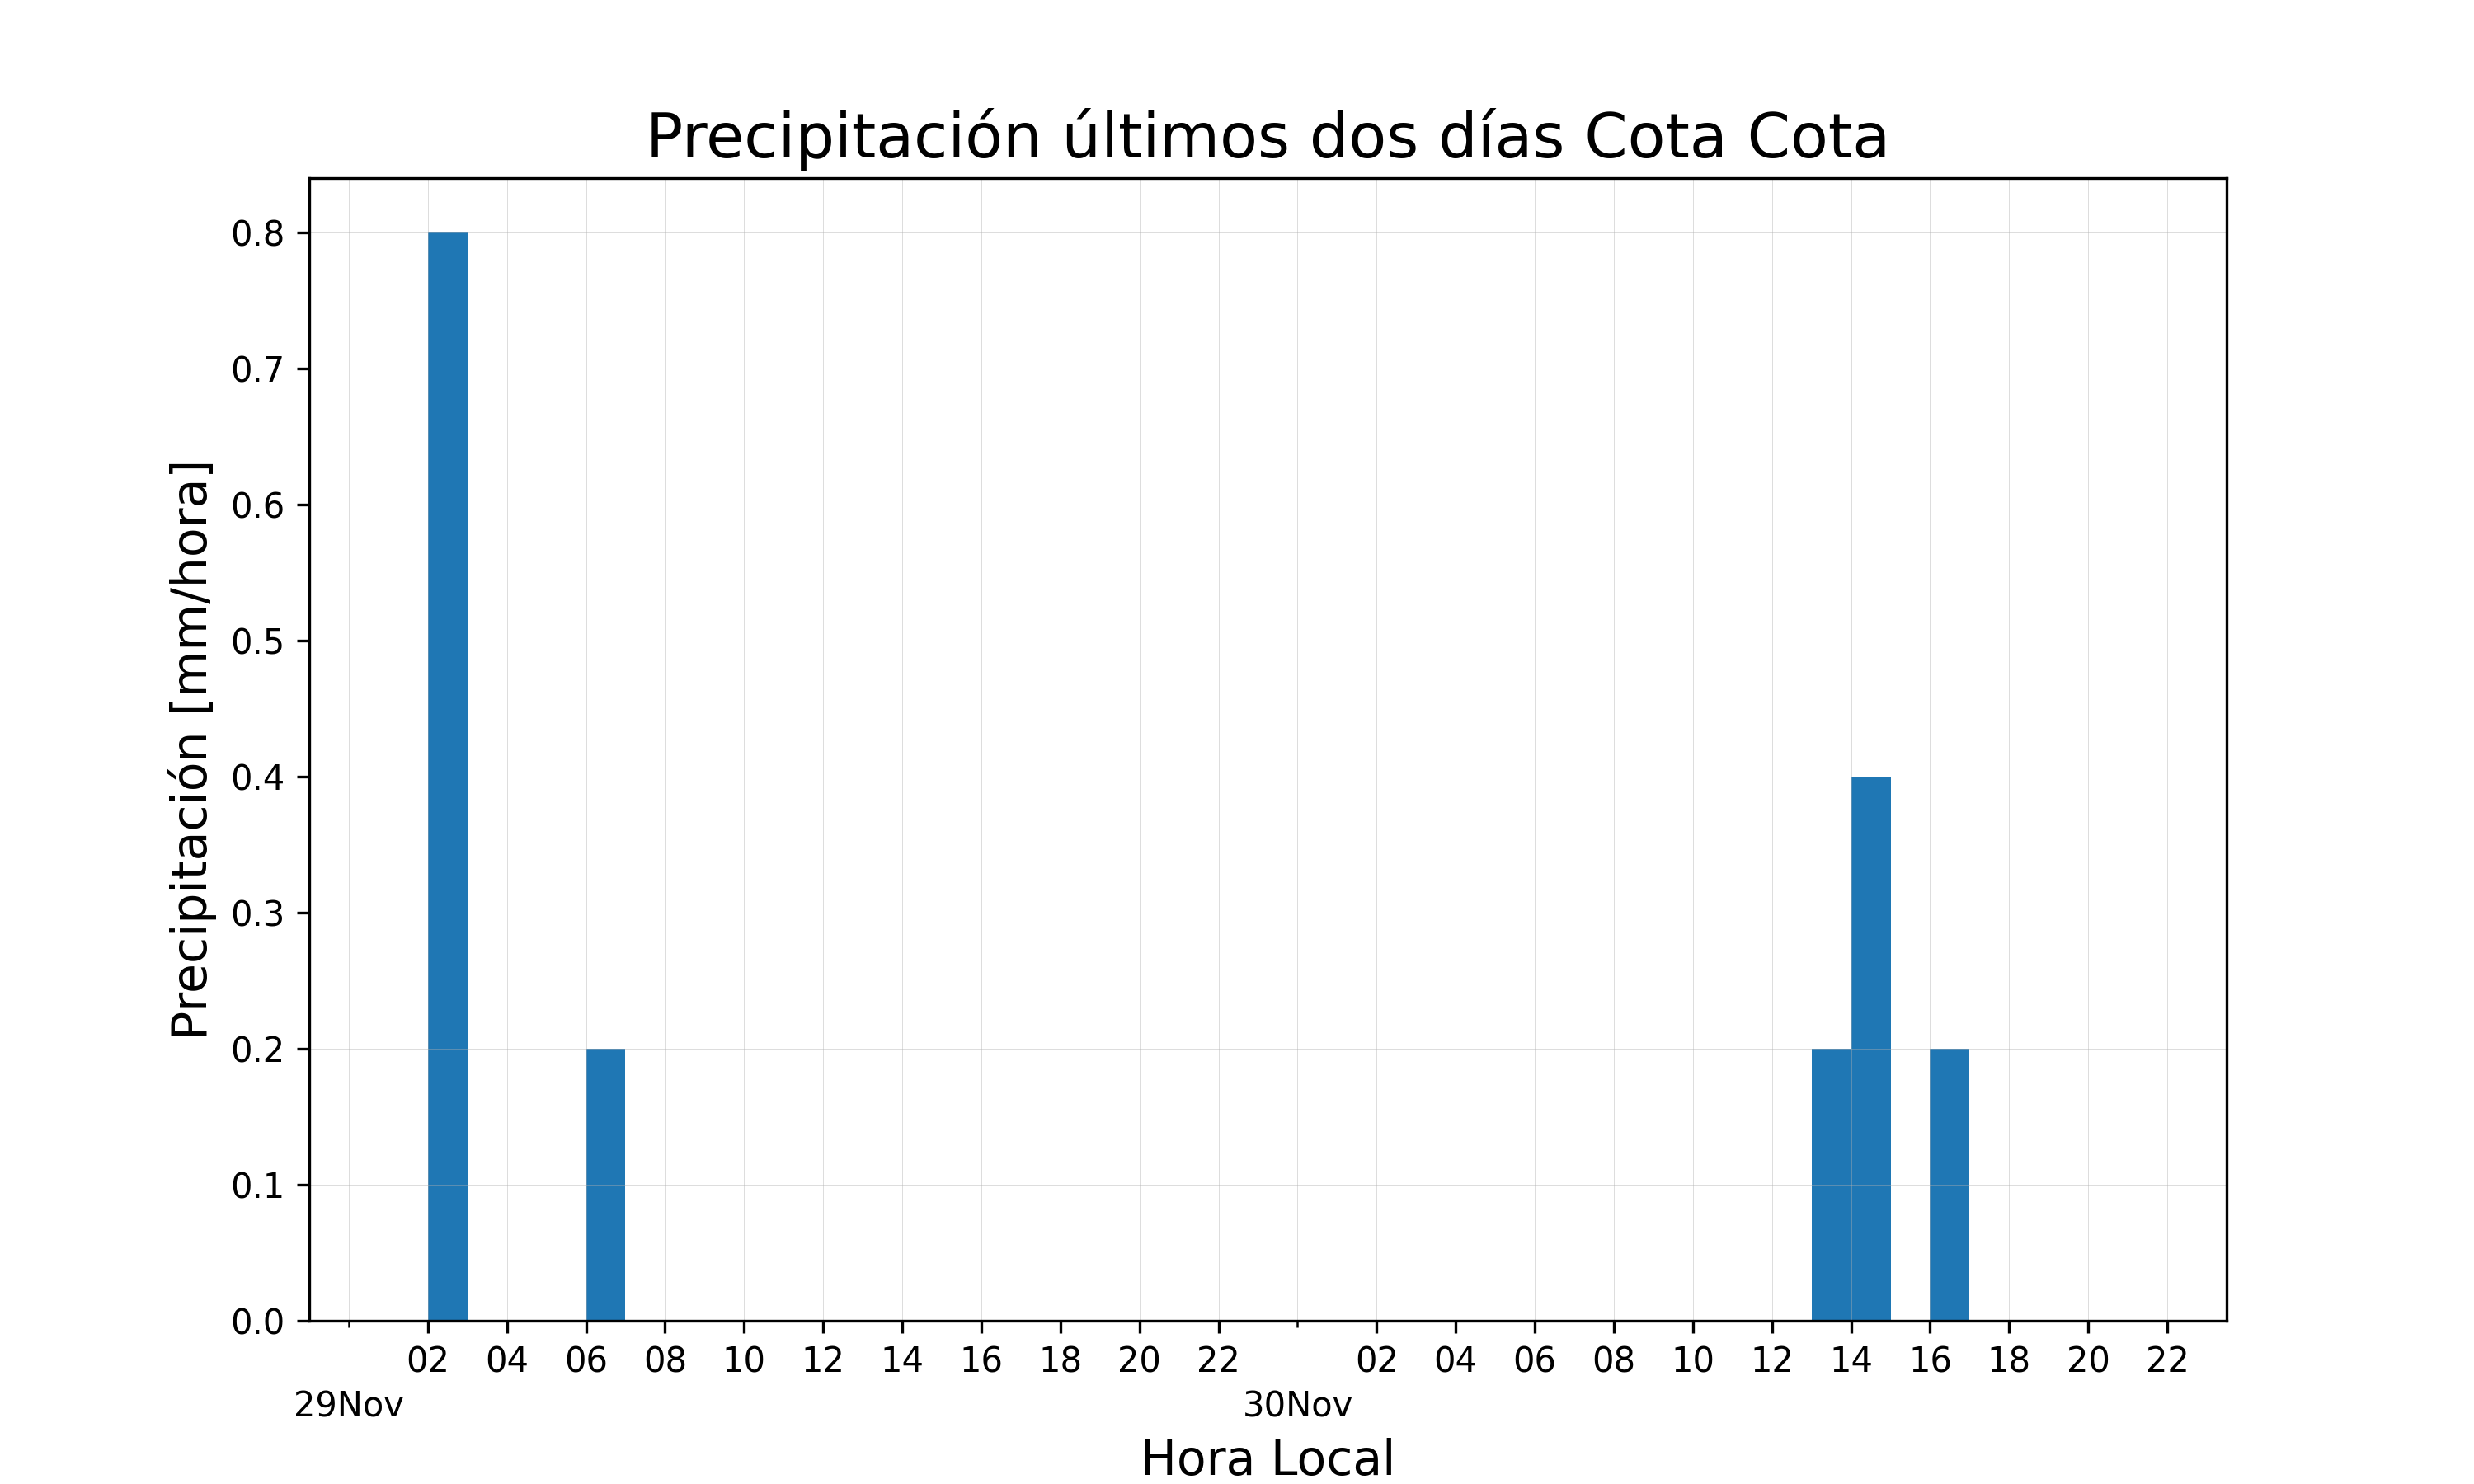 Precipitación últimos dos días Cota Cota
Precipitación [mm/hora]
0.8
0.7
0.6
0.5
0.4
0.3
0.2
0.1
0.0
02 04 06 08 10 12 14 16 18 20 22 02 04 06 08 10 12 14 16 18 20 22
29Nov 30Nov
Hora Local